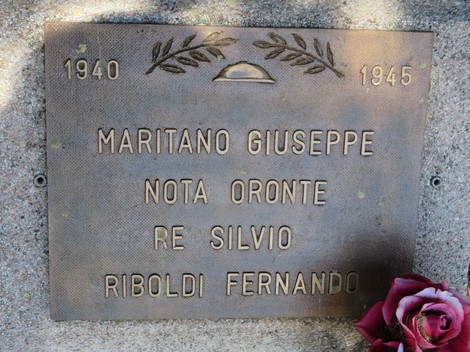 1940 1945
MARITANO GIUSEPPE
NOTA ORONTE
RE SILVIO
RIBOLDI FERNANDO